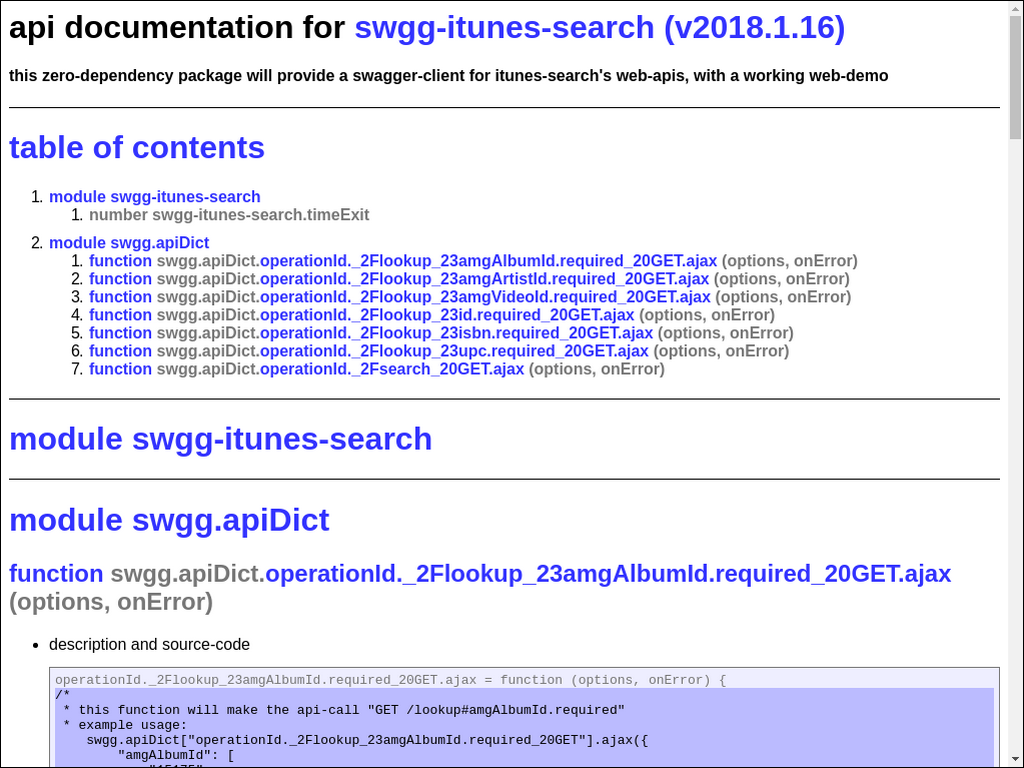 api documentation for swgg-itunes-search (v2018.1.16)
this zero-dependency package will provide a swagger-client for itunes-search's web-apis, with a working web-demo
table of contents
1. module swgg-itunes-search
1. number swgg-itunes-search.timeExit
2. module swgg.apiDict
1. function swgg.apiDict.operationId._2Flookup_23amgAlbumId.required_20GET.ajax (options, onError)
2. function swgg.apiDict.operationId._2Flookup_23amgArtistId.required_20GET.ajax (options, onError)
3. function swgg.apiDict.operationId._2Flookup_23amgVideoId.required_20GET.ajax (options, onError)
4. function swgg.apiDict.operationId._2Flookup_23id.required_20GET.ajax (options, onError)
5. function swgg.apiDict.operationId._2Flookup_23isbn.required_20GET.ajax (options, onError)
6. function swgg.apiDict.operationId._2Flookup_23upc.required_20GET.ajax (options, onError)
7. function swgg.apiDict.operationId._2Fsearch_20GET.ajax (options, onError)
module swgg-itunes-search
module swgg.apiDict
function swgg.apiDict.operationId._2Flookup_23amgAlbumId.required_20GET.ajax
(options, onError)
• description and source-code
operationId._2Flookup_23amgAlbumId.required_20GET.ajax = function (options, onError) {
/*
 * this function will make the api-call "GET /lookup#amgAlbumId.required"
 * example usage:
    swgg.apiDict["operationId._2Flookup_23amgAlbumId.required_20GET"].ajax({
        "amgAlbumId": [